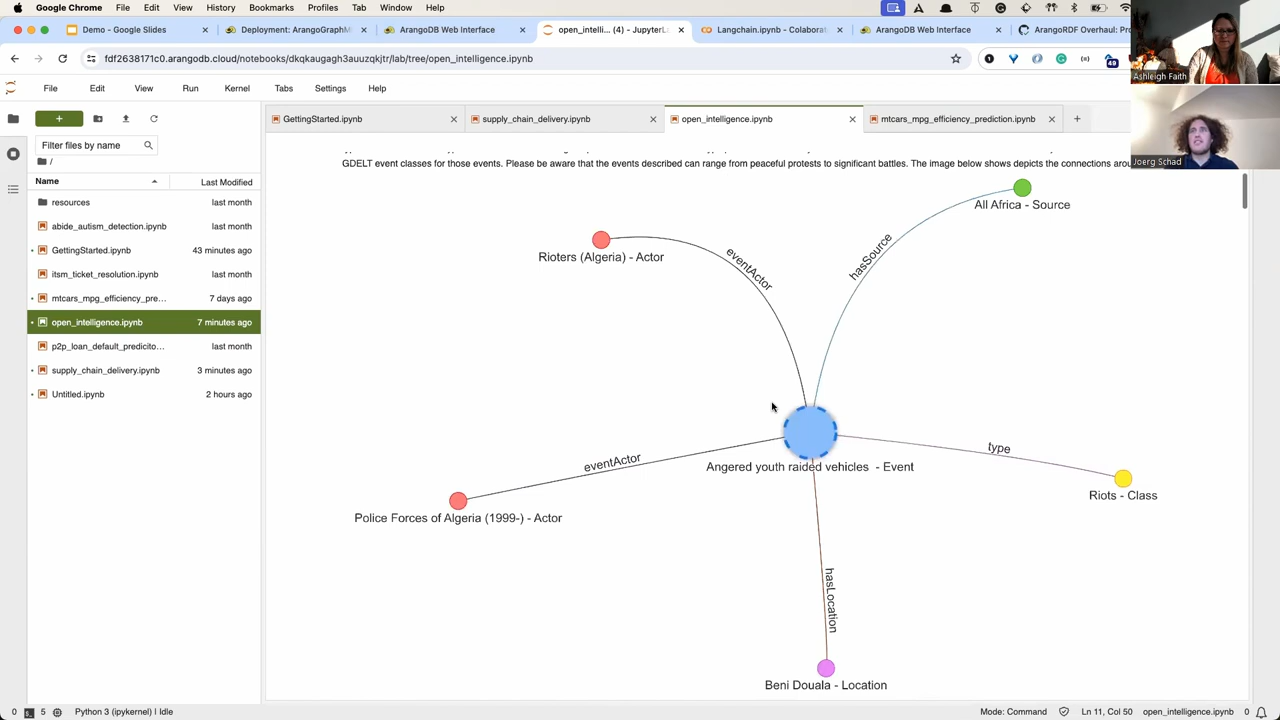 Google Chrome File Edit View History Bookmarks Profiles Tab Window Help
Demo - Google Slides
Deployment: ArangoGraphM
ArangoDB Web Interface
open_intelli... (4) - JupyterL
Langchain.ipynb - Colaborat
ArangoDB Web Interface
ArangoRDF Overhaul: Pro
fdf2638171c0.arangodb.cloud/notebooks/dkqkaugagh3auuzqkjtr/lab/tree/open_intelligence.ipynb
49
Ashleigh Faith
Joerg Schad
File Edit View Run Kernel Tabs Settings Help
+
GettingStarted.ipynb
supply_chain_delivery.ipynb
open_intelligence.ipynb
mtcars_mpg_efficiency_prediction.ipynb
Filter files by name
/
Name Last Modified
resources last month
abide_autism_detection.ipynb last month
GettingStarted.ipynb 43 minutes ago
itsm_ticket_resolution.ipynb last month
mtcars_mpg_efficiency_pre... 7 days ago
open_intelligence.ipynb 7 minutes ago
p2p_loan_default_predicito... last month
supply_chain_delivery.ipynb 3 minutes ago
Untitled.ipynb 2 hours ago
GDELT event classes for those events. Please be aware that the events described can range from peaceful protests to significant battles. The image below shows depicts the connections arou
All Africa - Source
Rioters (Algeria) - Actor
eventActor
hasSource
Angered youth raided vehicles - Event
type
Riots - Class
eventActor
Police Forces of Algeria (1999-) - Actor
hasLocation
Beni Douala - Location
0 5 Python 3 (ipykernel) | Idle
Mode: Command Ln 11, Col 50 open_intelligence.ipynb 0